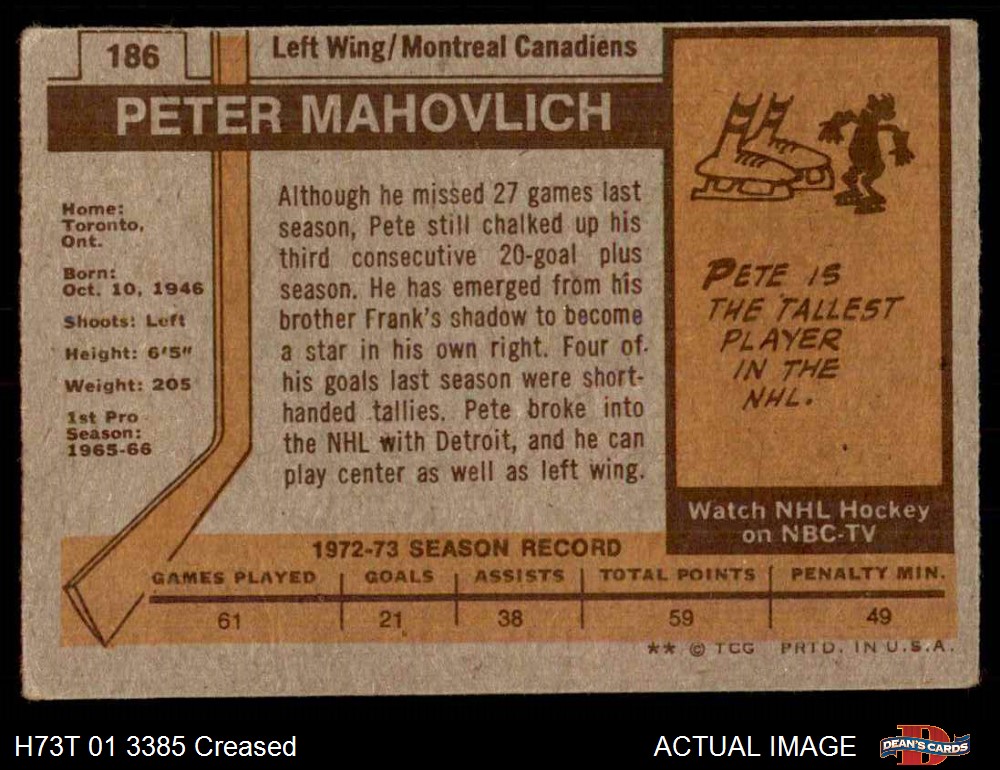 186
Left Wing/Montreal Canadiens
PETER MAHOVLICH
Home:
Toronto,
Ont.
Born:
Oct. 10, 1946
Shoots: Left
Height: 6'5"
Weight: 205
1st Pro
Season:
1965-66
Although he missed 27 games last
season, Pete still chalked up his
third consecutive 20-goal plus
season. He has emerged from his
brother Frank's shadow to become
a star in his own right. Four of
his goals last season were short-
handed tallies. Pete broke into
the NHL with Detroit, and he can
play center as well as left wing.
PETE IS
THE TALLEST
PLAYER
IN THE
NHL.
Watch NHL Hockey
on NBC-TV
1972-73 SEASON RECORD
GAMES PLAYED GOALS ASSISTS TOTAL POINTS PENALTY MIN.
61 21 38 59 49
** © TCG PRTD. IN U.S.A.
H73T 01 3385 Creased
ACTUAL IMAGE
D
DEAN'S CARDS